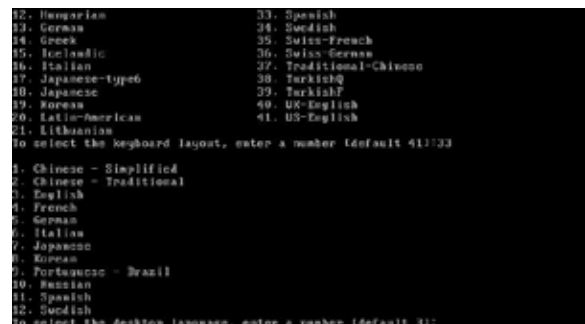 12. Hungarian 33. Spanish
13. German 34. Swedish
14. Greek 35. Swiss-French
15. Icelandic 36. Swiss-German
16. Italian 37. Traditional-Chinese
17. Japanese-type6 38. TurkishQ
18. Japanese 39. TurkishF
19. Korean 40. UK-English
20. Latin-American 41. US-English
21. Lithuanian
To select the keyboard layout, enter a number [default 41]:33
1. Chinese - Simplified
2. Chinese - Traditional
3. English
4. French
5. German
6. Italian
7. Japanese
8. Korean
9. Portuguese - Brazil
10. Russian
11. Spanish
12. Swedish
To select the desktop language, enter a number [default 3]: